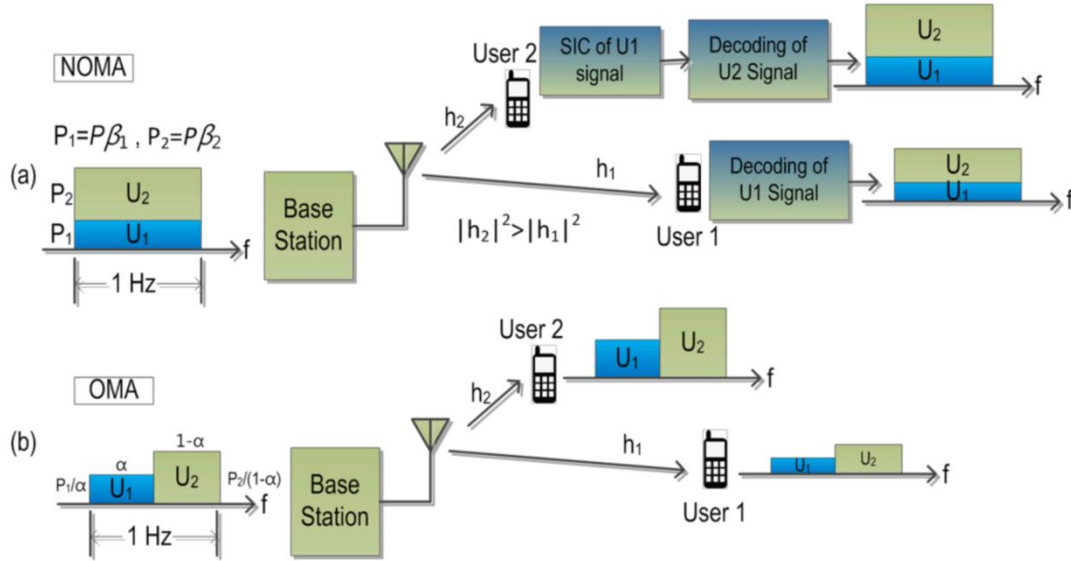 NOMA
P₁=Pβ₁ , P₂=Pβ₂
(a)
P₂
U₂
P₁
U₁
f
1 Hz
Base
Station
h₂
User 2
SIC of U1
signal
Decoding of
U2 Signal
U₂
U₁
f
h₁
|h₂|²>|h₁|²
User 1
Decoding of
U1 Signal
U₂
U₁
f
OMA
(b)
P₁/α
α
U₁
1-α
U₂
P₂/(1-α)
f
1 Hz
Base
Station
h₂
User 2
U₁
U₂
f
h₁
User 1
U₁
U₂
f